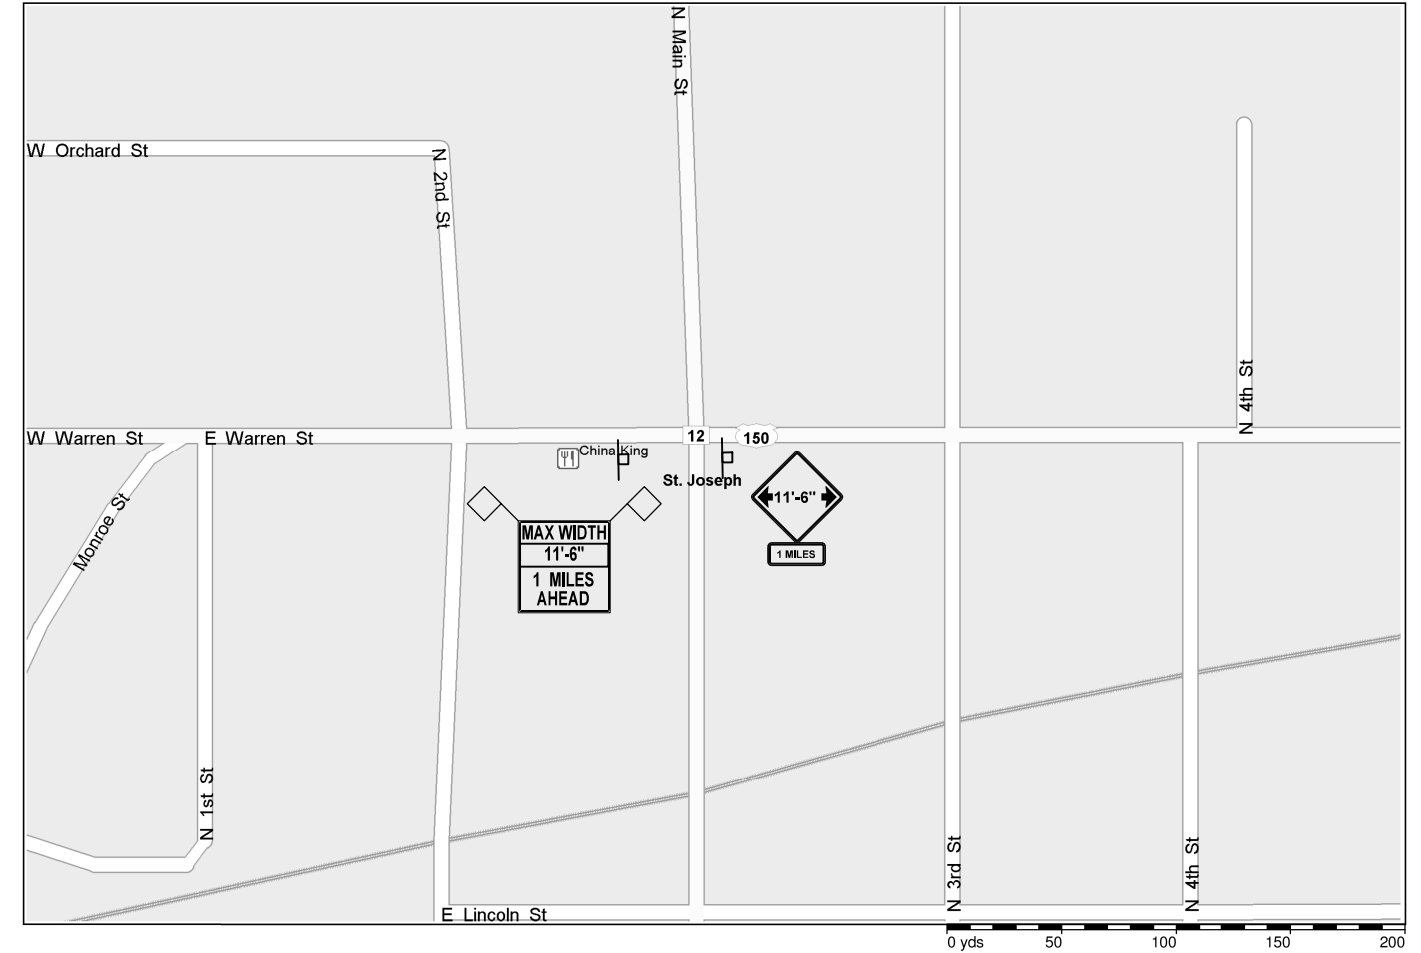 N Main St
W Orchard St
N 2nd St
N 4th St
W Warren St
E Warren St
12
150
China King
St. Joseph
11'-6"
1 MILES
MAX WIDTH
11'-6"
1 MILES
AHEAD
Monroe St
N 1st St
N 3rd St
N 4th St
E Lincoln St
0 yds
50
100
150
200